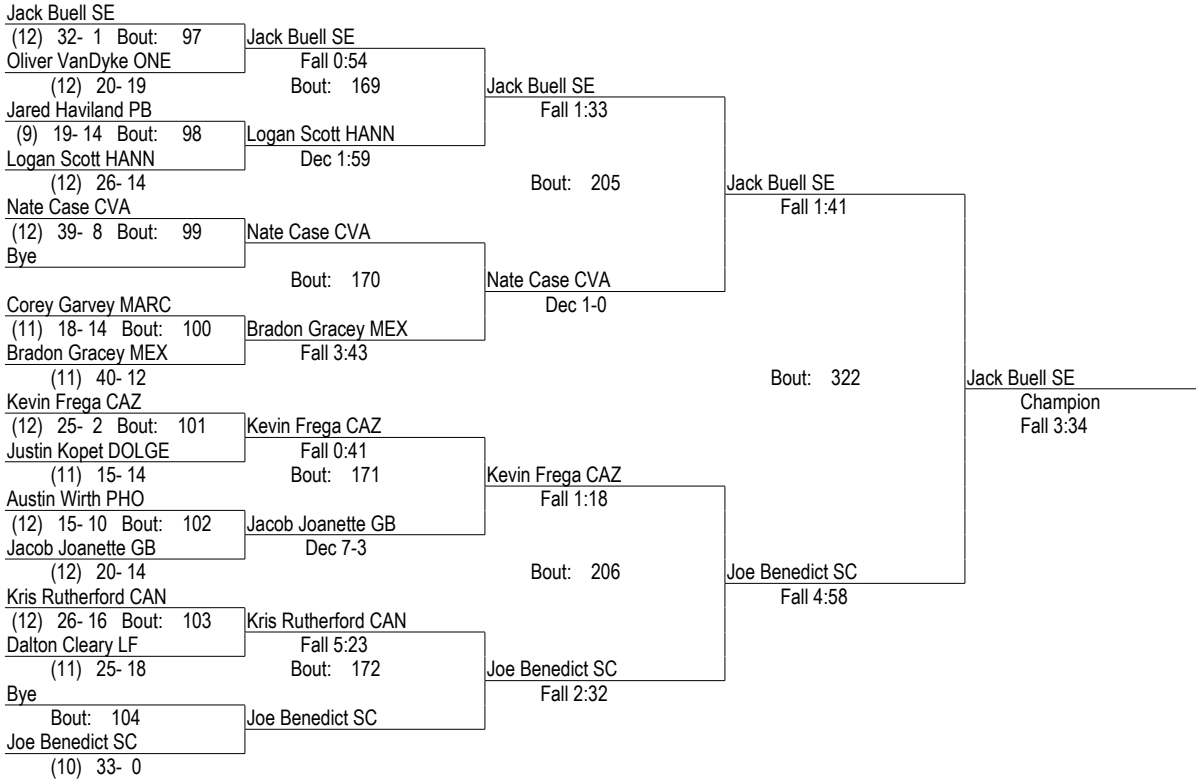 Jack Buell SE
(12) 32- 1 Bout: 97 Jack Buell SE
Oliver VanDyke ONE Fall 0:54
(12) 20- 19 Bout: 169 Jack Buell SE
Jared Haviland PB Fall 1:33
(9) 19- 14 Bout: 98 Logan Scott HANN
Logan Scott HANN Dec 1:59
(12) 26- 14 Bout: 205 Jack Buell SE
Nate Case CVA Fall 1:41
(12) 39- 8 Bout: 99 Nate Case CVA
Bye
Bout: 170 Nate Case CVA
Corey Garvey MARC Dec 1-0
(11) 18- 14 Bout: 100 Bradon Gracey MEX
Bradon Gracey MEX Fall 3:43
(11) 40- 12 Bout: 322 Jack Buell SE
Kevin Frega CAZ Champion
(12) 25- 2 Bout: 101 Kevin Frega CAZ Fall 3:34
Justin Kopet DOLGE Fall 0:41
(11) 15- 14 Bout: 171 Kevin Frega CAZ
Austin Wirth PHO Fall 1:18
(12) 15- 10 Bout: 102 Jacob Joanette GB
Jacob Joanette GB Dec 7-3
(12) 20- 14 Bout: 206 Joe Benedict SC
Kris Rutherford CAN Fall 4:58
(12) 26- 16 Bout: 103 Kris Rutherford CAN
Dalton Cleary LF Fall 5:23
(11) 25- 18 Bout: 172 Joe Benedict SC
Bye Fall 2:32
Bout: 104 Joe Benedict SC
Joe Benedict SC
(10) 33- 0